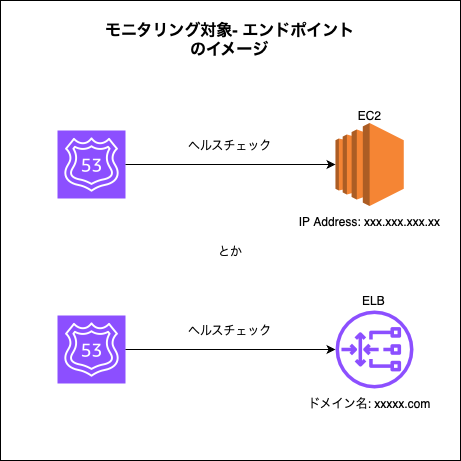 モニタリング対象- エンドポイント
のイメージ
EC2
53
ヘルスチェック
IP Address: xxx.xxx.xxx.xx
とか
ELB
53
ヘルスチェック
ドメイン名: xxxxx.com